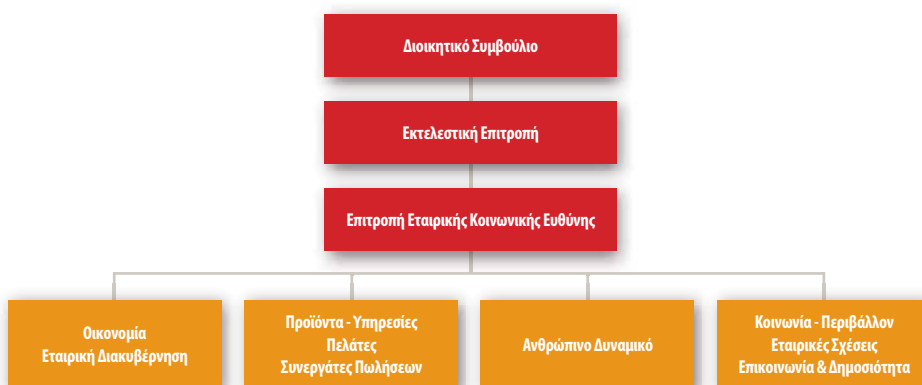 Διοικητικό Συμβούλιο
Εκτελεστική Επιτροπή
Επιτροπή Εταιρικής Κοινωνικής Ευθύνης
Οικονομία
Εταιρική Διακυβέρνηση
Προϊόντα - Υπηρεσίες
Πελάτες
Συνεργάτες Πωλήσεων
Ανθρώπινο Δυναμικό
Κοινωνία - Περιβάλλον
Εταιρικές Σχέσεις
Επικοινωνία & Δημοσιότητα